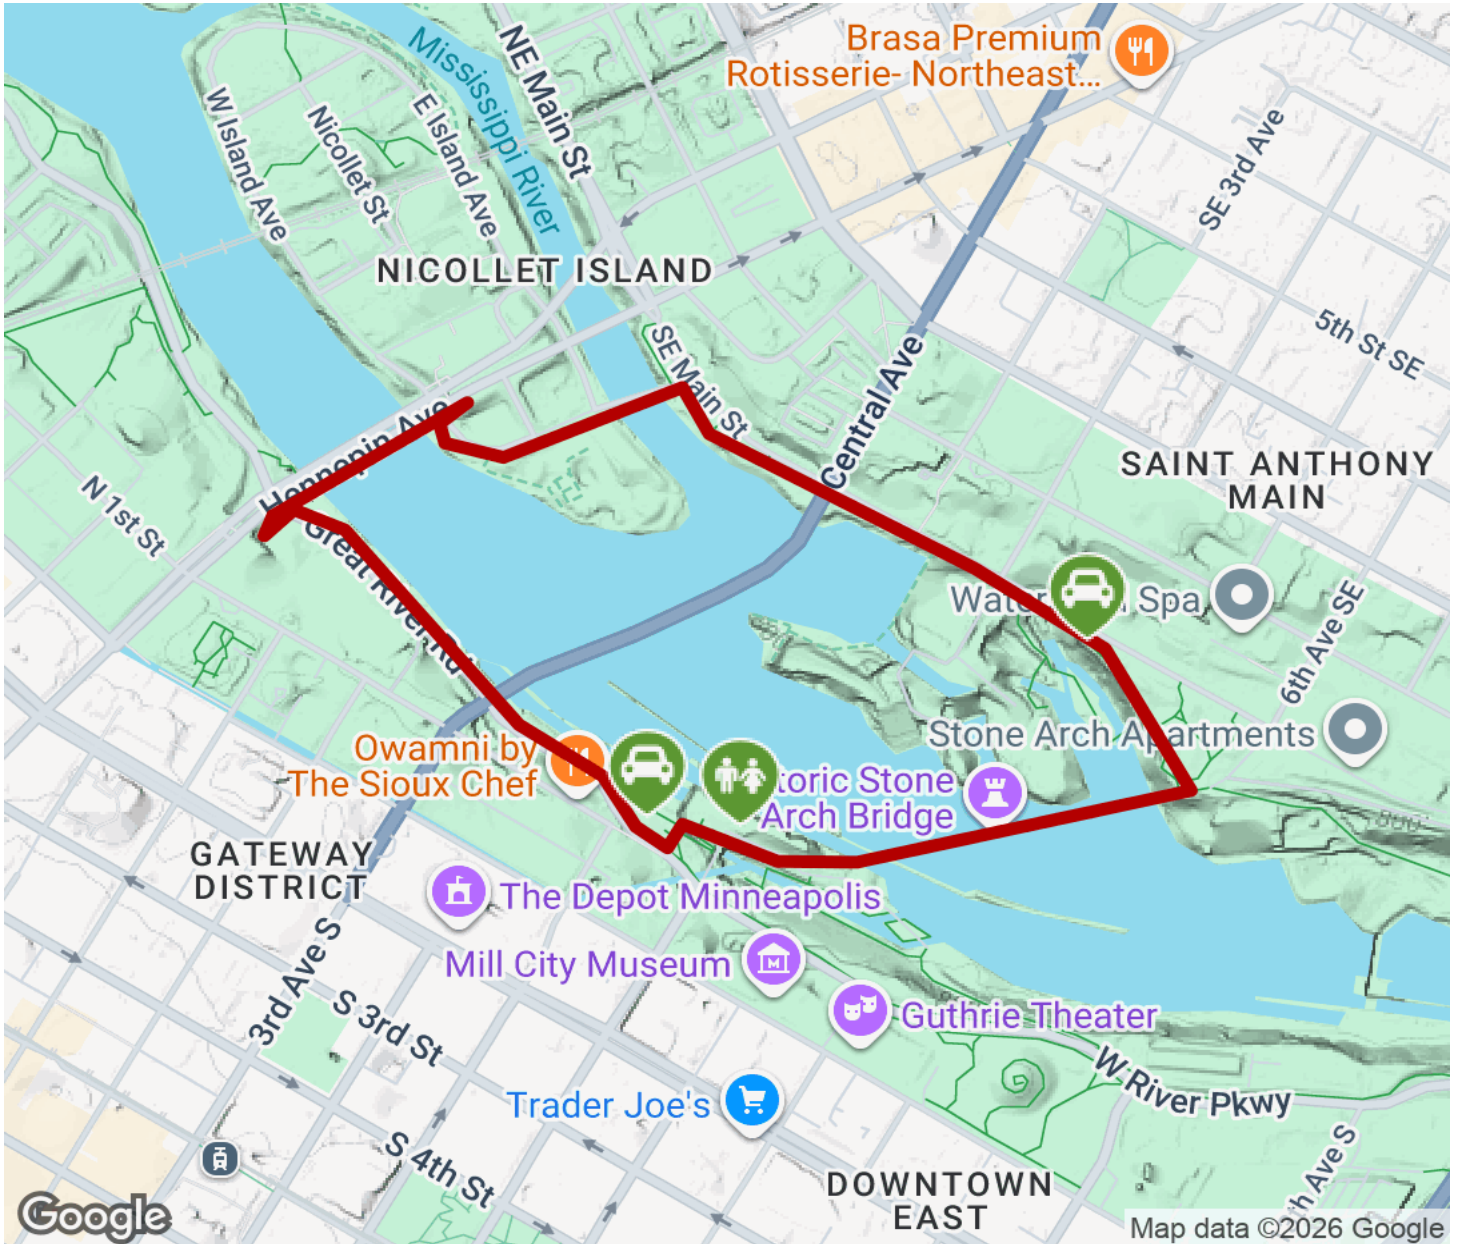 Brasa Premium
Rotisserie- Northeast...
Mississippi River
NE Main St
W Island Ave
Nicollet St
E Island Ave
SE 3rd Ave
NICOLLET ISLAND
5th St SE
SE Main St
Central Ave
Hennepin Ave
SAINT ANTHONY
MAIN
N 1st St
Great River Rd
Spa
6th Ave SE
Stone Arch Apartments
Owamni by
The Sioux Chef
toric Stone
Arch Bridge
800'
GATEWAY
DISTRICT
The Depot Minneapolis
Mill City Museum
3rd Ave S
S 3rd St
Guthrie Theater
W River Pkwy
Trader Joe's
S 4th St
DOWNTOWN
EAST
th Ave S
Google
Map data ©2026 Google